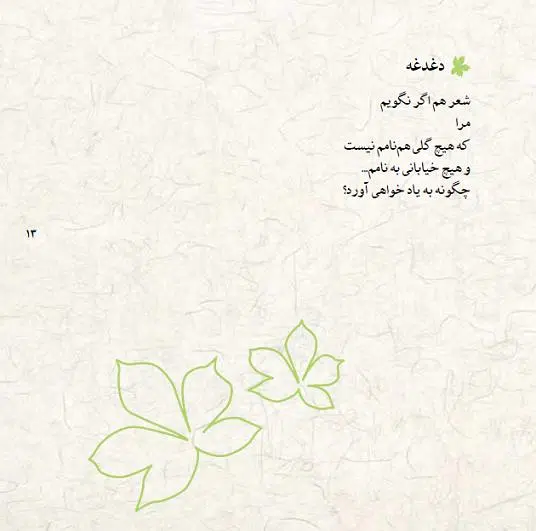 دغدغه
شعر هم اگر نگویم
مرا
که هیچ گلی هم‌نامم نیست
و هیچ خیابانی به نامم...
چگونه به یاد خواهی آورد؟
۱۳